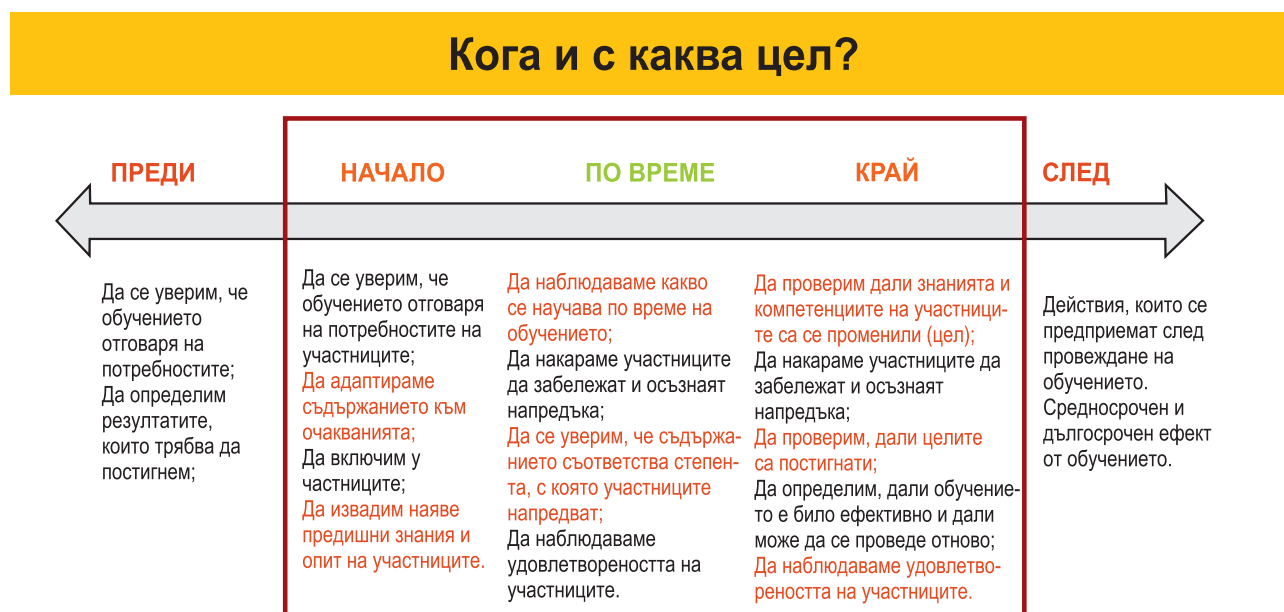 Кога и с каква цел?
ПРЕДИ
Да се уверим, че
обучението
отговаря на
потребностите;
Да определим
резултатите,
които трябва да
постигнем;
НАЧАЛО
Да се уверим, че
обучението отговаря
на потребностите на
участниците;
Да адаптираме
съдържанието към
очакванията;
Да включим у
частниците;
Да извадим наяве
предишни знания и
опит на участниците.
ПО ВРЕМЕ
Да наблюдаваме какво
се научава по време на
обучението;
Да накараме участниците
да забележат и осъзнаят
напредъка;
Да се уверим, че съдържа-
нието съответства степен-
та, с която участниците
напредват;
Да наблюдаваме
удовлетвореността на
участниците.
КРАЙ
Да проверим дали знанията и
компетенциите на участници-
те са се променили (цел);
Да накараме участниците да
забележат и осъзнаят
напредъка;
Да проверим, дали целите
са постигнати;
Да определим, дали обучение-
то е било ефективно и дали
може да се проведе отново;
Да наблюдаваме удовлетво-
реността на участниците.
СЛЕД
Действия, които се
предприемат след
провеждане на
обучението.
Средносрочен и
дългосрочен ефект
от обучението.